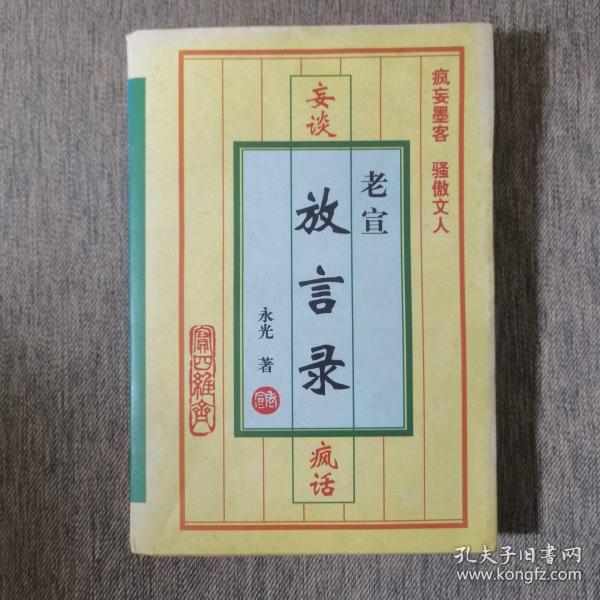 疯妄墨客 骚傲文人
妄谈
老宣
放言录
永光 著
疯话
孔夫子旧書网
www.kongfz.com